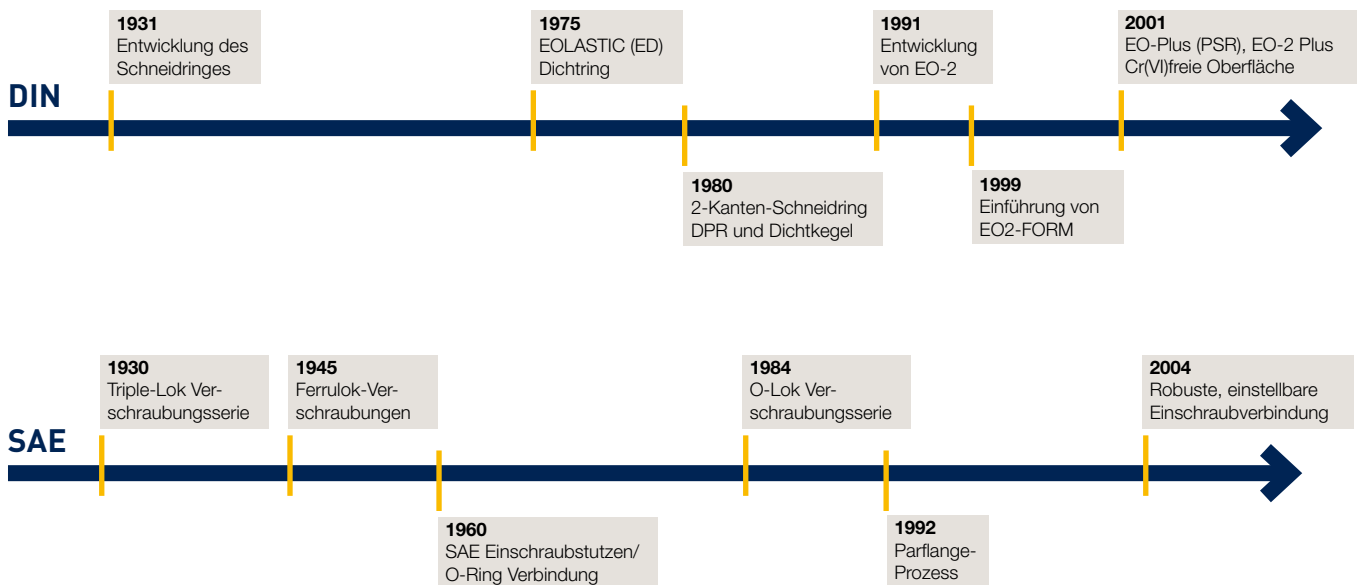 DIN
1931
Entwicklung des
Schneidringes
1975
EOLASTIC (ED)
Dichtring
1980
2-Kanten-Schneidring
DPR und Dichtkegel
1991
Entwicklung
von EO-2
1999
Einführung von
EO2-FORM
2001
EO-Plus (PSR), EO-2 Plus
Cr(VI)freie Oberfläche
SAE
1930
Triple-Lok Ver-
schraubungsserie
1945
Ferrulok-Ver-
schraubungen
1960
SAE Einschraubstutzen/
O-Ring Verbindung
1984
O-Lok Ver-
schraubungsserie
1992
Parflange-
Prozess
2004
Robuste, einstellbare
Einschraubverbindung